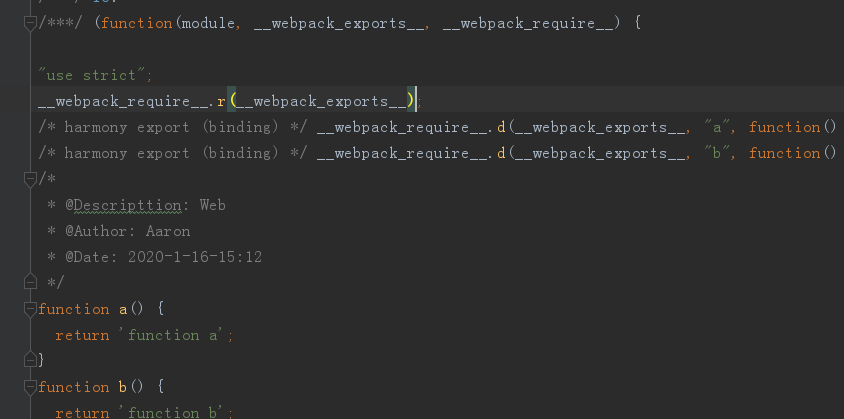 /***/ (function(module, __webpack_exports__, __webpack_require__) {
"use strict";
__webpack_require__.r(__webpack_exports__);
/* harmony export (binding) */ __webpack_require__.d(__webpack_exports__, "a", function()
/* harmony export (binding) */ __webpack_require__.d(__webpack_exports__, "b", function()
/*
* @Descripttion: Web
* @Author: Aaron
* @Date: 2020-1-16-15:12
*/
function a() {
return 'function a';
}
function b() {
return 'function b';